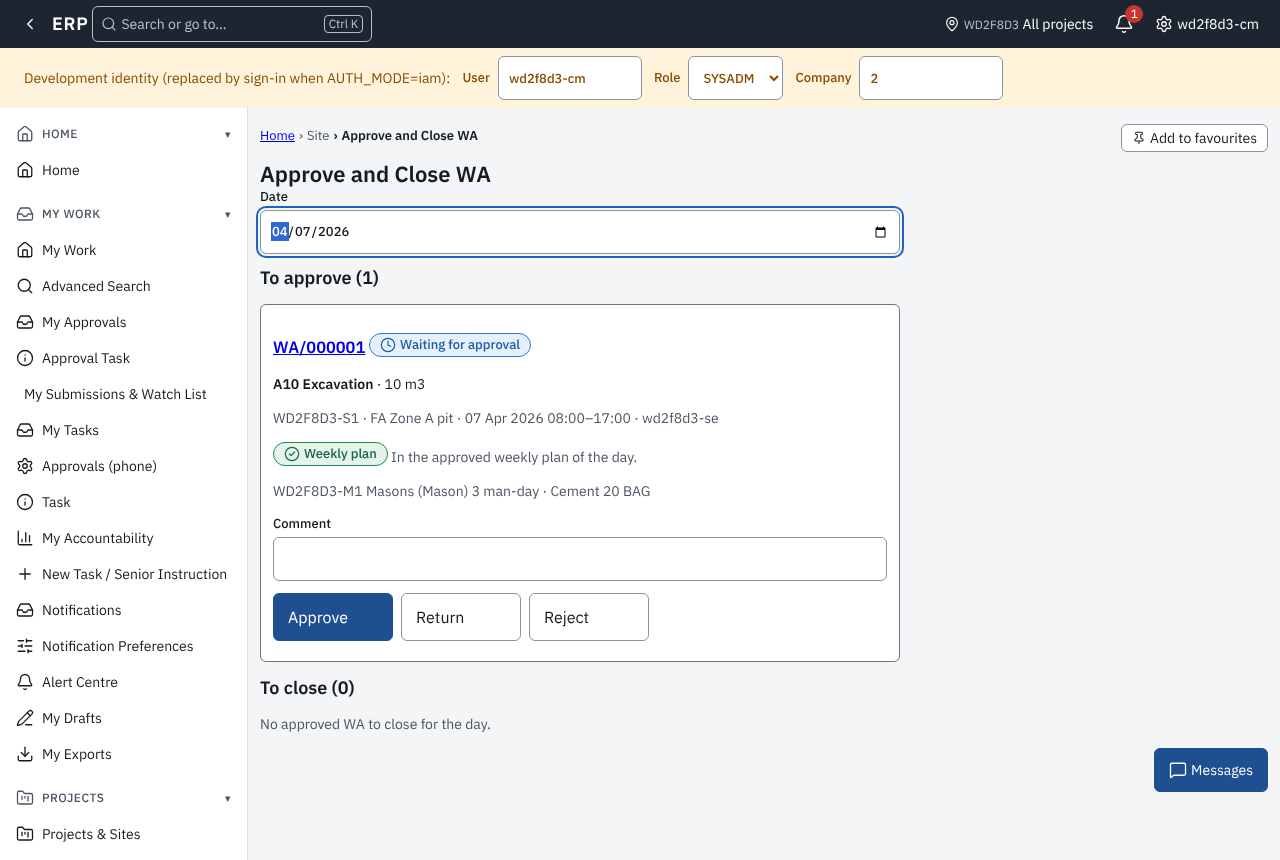 ERP
Search or go to... Ctrl K
WD2F8D3 All projects
1
wd2f8d3-cm
Development identity (replaced by sign-in when AUTH_MODE=iam): User wd2f8d3-cm Role SYSADM Company 2
HOME
Home
MY WORK
My Work
Advanced Search
My Approvals
Approval Task
My Submissions & Watch List
My Tasks
Approvals (phone)
Task
My Accountability
New Task / Senior Instruction
Notifications
Notification Preferences
Alert Centre
My Drafts
My Exports
PROJECTS
Projects & Sites
Home › Site › Approve and Close WA
Add to favourites
Approve and Close WA
Date
04/07/2026
To approve (1)
WA/000001 Waiting for approval
A10 Excavation · 10 m3
WD2F8D3-S1 · FA Zone A pit · 07 Apr 2026 08:00–17:00 · wd2f8d3-se
Weekly plan In the approved weekly plan of the day.
WD2F8D3-M1 Masons (Mason) 3 man-day · Cement 20 BAG
Comment
Approve Return Reject
To close (0)
No approved WA to close for the day.
Messages